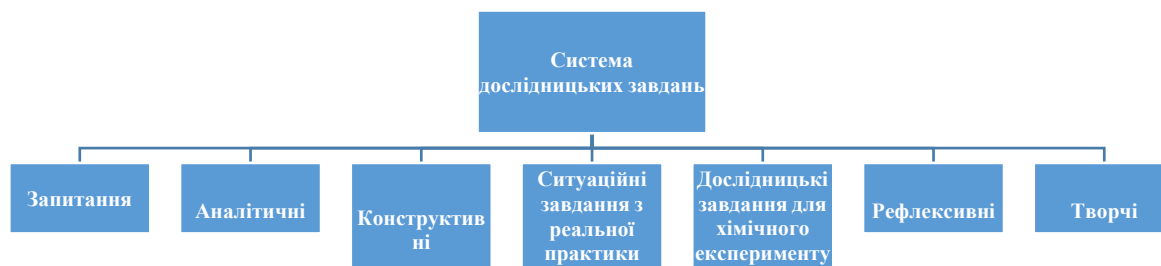 Система
дослідницьких завдань
Запитання
Аналітичні
Конструктив
ні
Ситуаційні
завдання з
реальної
практики
Дослідницькі
завдання для
хімічного
експерименту
Рефлексивні
Творчі